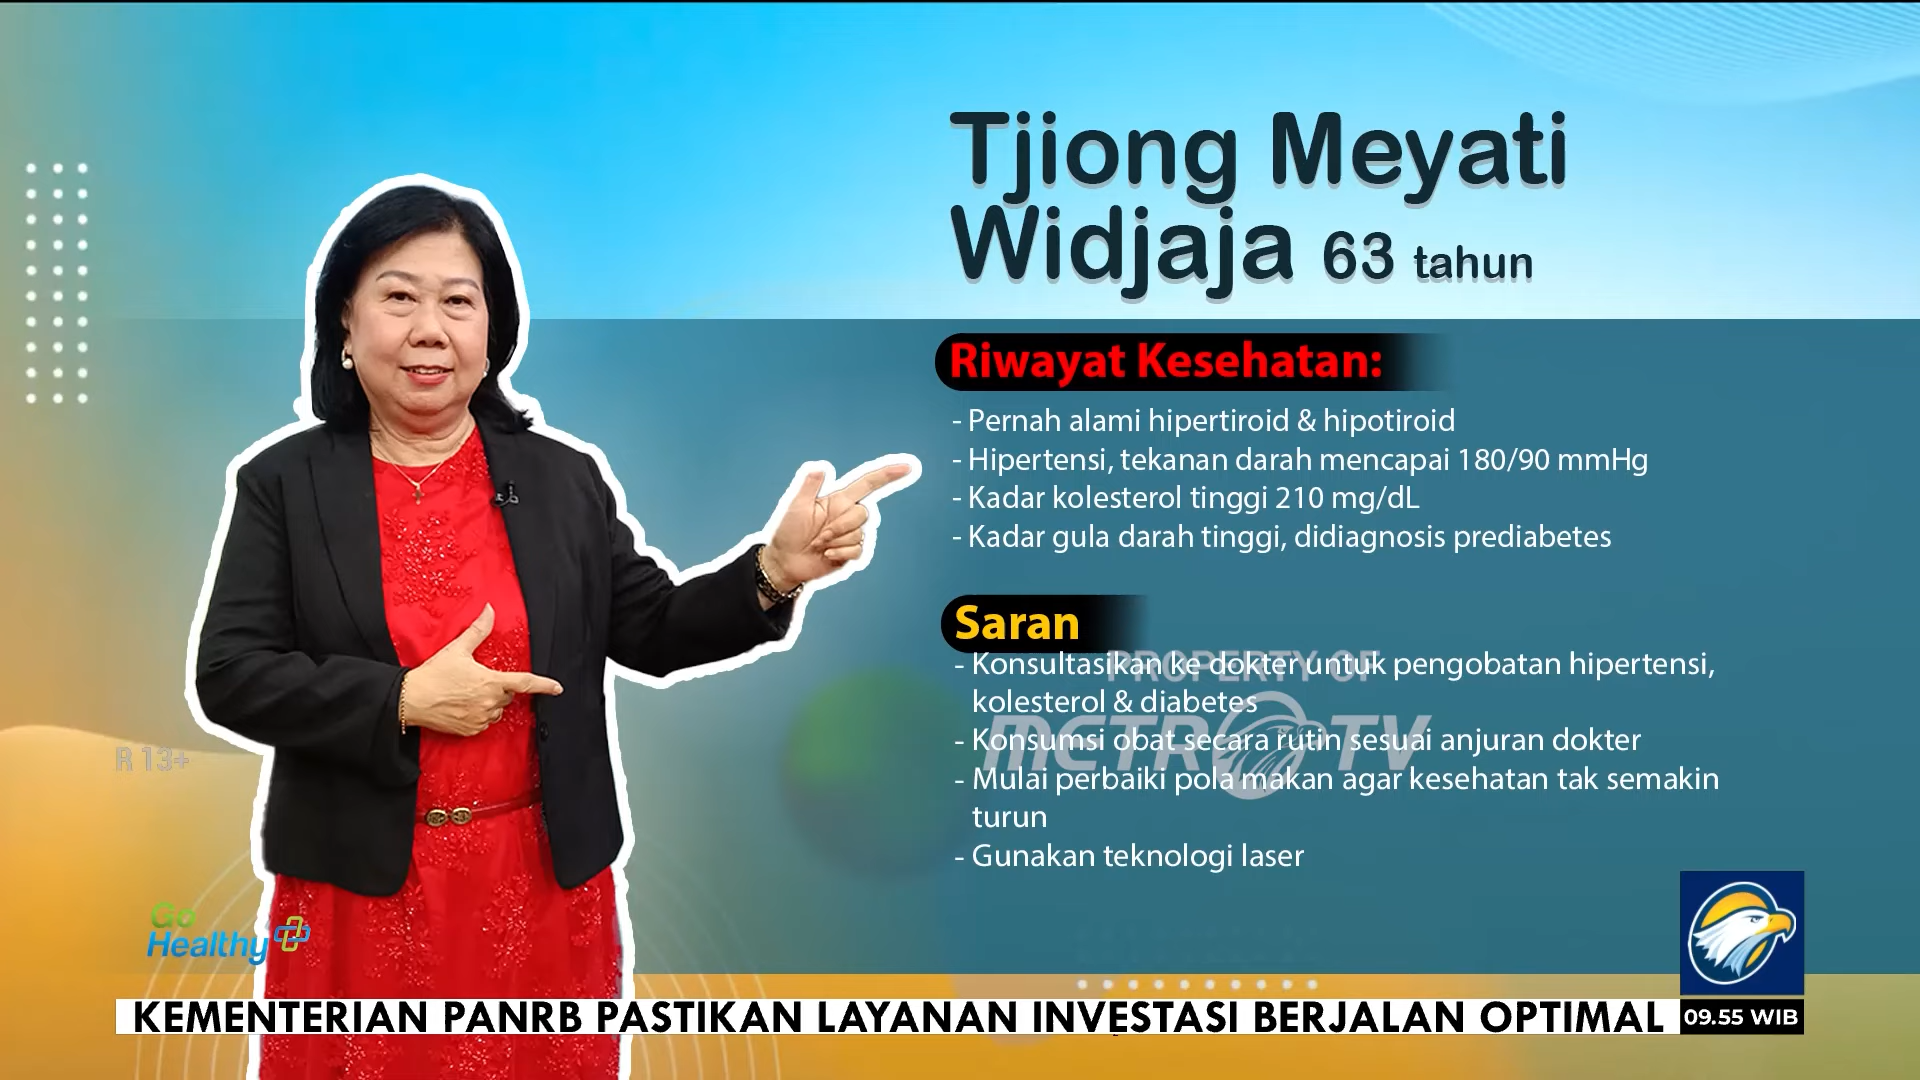 Tjiong Meyati
Widjaja 63 tahun
Riwayat Kesehatan:
- Pernah alami hipertiroid & hipotiroid
- Hipertensi, tekanan darah mencapai 180/90 mmHg
- Kadar kolesterol tinggi 210 mg/dL
- Kadar gula darah tinggi, didiagnosis prediabetes
Saran
- Konsultasikan ke dokter untuk pengobatan hipertensi,
kolesterol & diabetes
- Konsumsi obat secara rutin sesuai anjuran dokter
- Mulai perbaiki pola makan agar kesehatan tak semakin
turun
- Gunakan teknologi laser
PROPERTY OF
METRO TV
R 13+
Go
Healthy
KEMENTERIAN PANRB PASTIKAN LAYANAN INVESTASI BERJALAN OPTIMAL
09.55 WIB